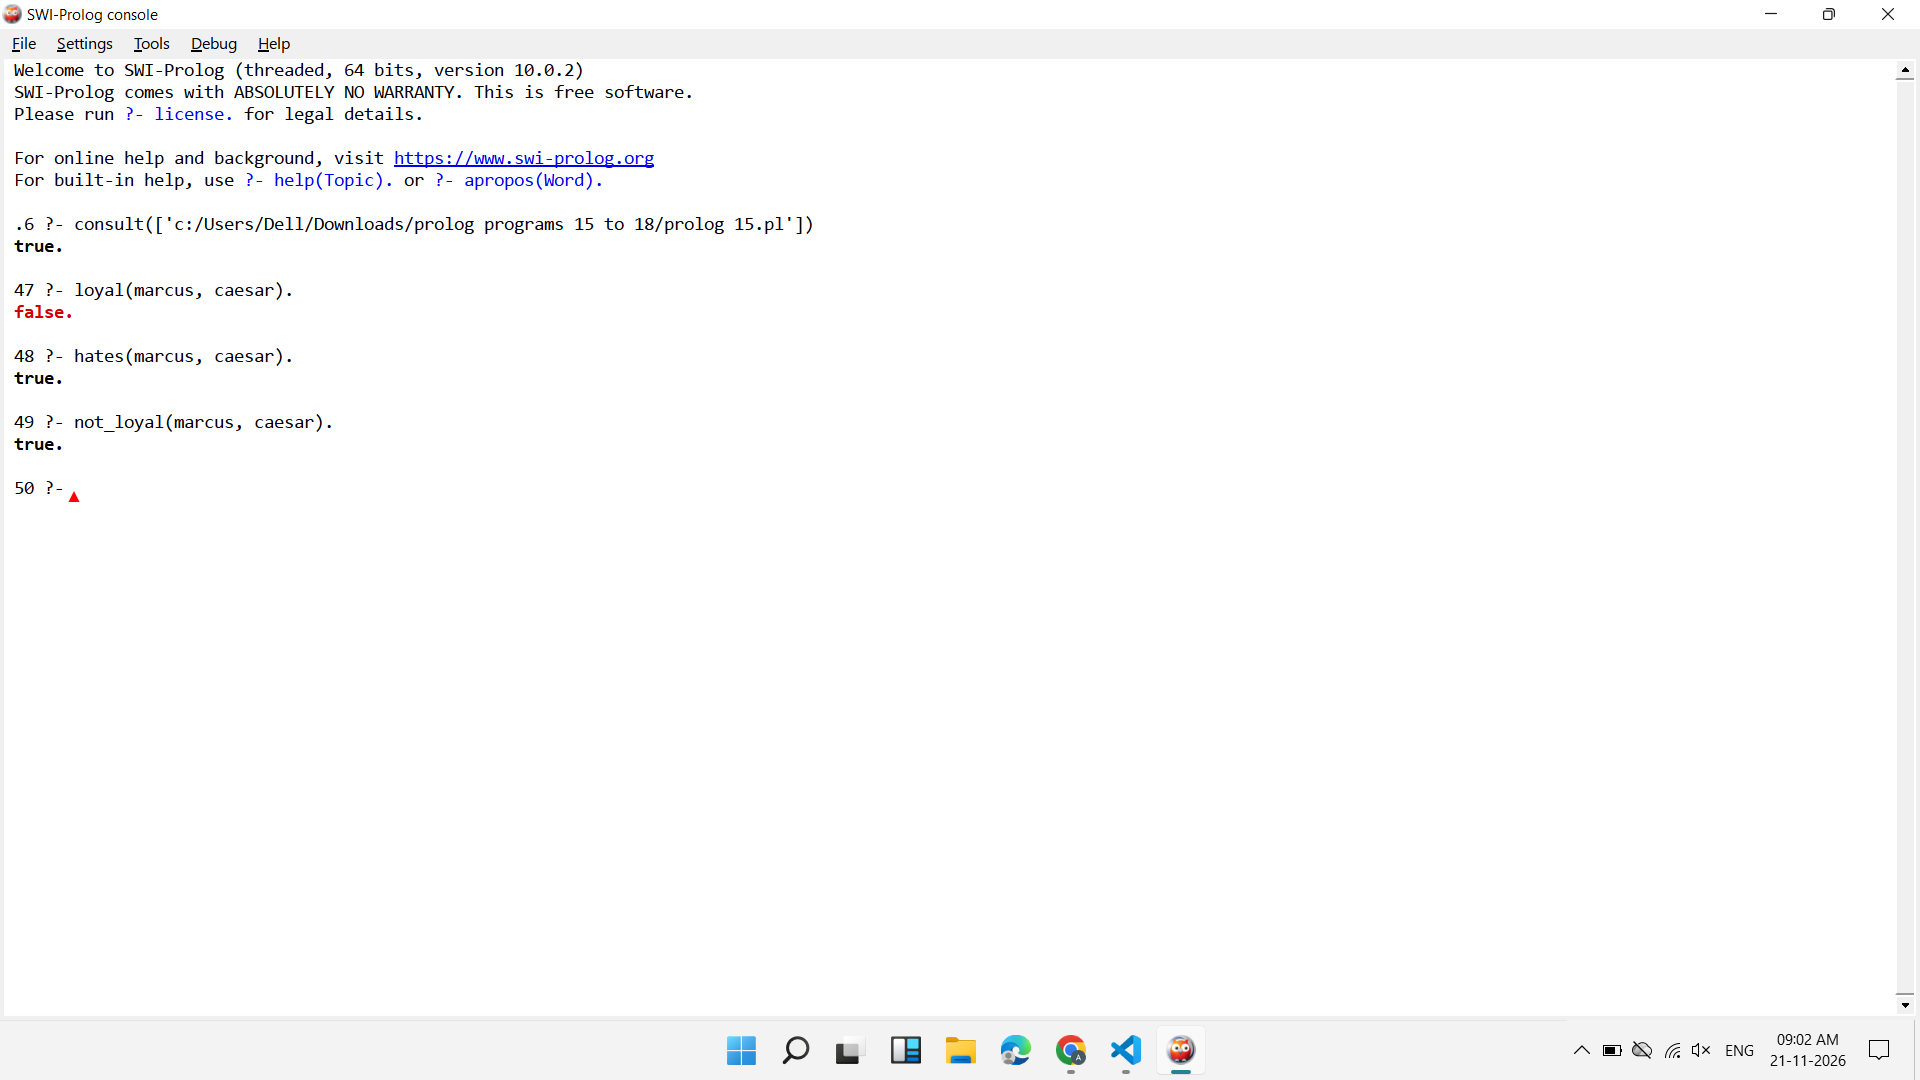 SWI-Prolog console
File Settings Tools Debug Help
Welcome to SWI-Prolog (threaded, 64 bits, version 10.0.2)
SWI-Prolog comes with ABSOLUTELY NO WARRANTY. This is free software.
Please run ?- license. for legal details.
For online help and background, visit https://www.swi-prolog.org
For built-in help, use ?- help(Topic). or ?- apropos(Word).
.6 ?- consult(['c:/Users/Dell/Downloads/prolog programs 15 to 18/prolog 15.pl'])
true.
47 ?- loyal(marcus, caesar).
false.
48 ?- hates(marcus, caesar).
true.
49 ?- not_loyal(marcus, caesar).
true.
50 ?-
A
ENG
09:02 AM
21-11-2026